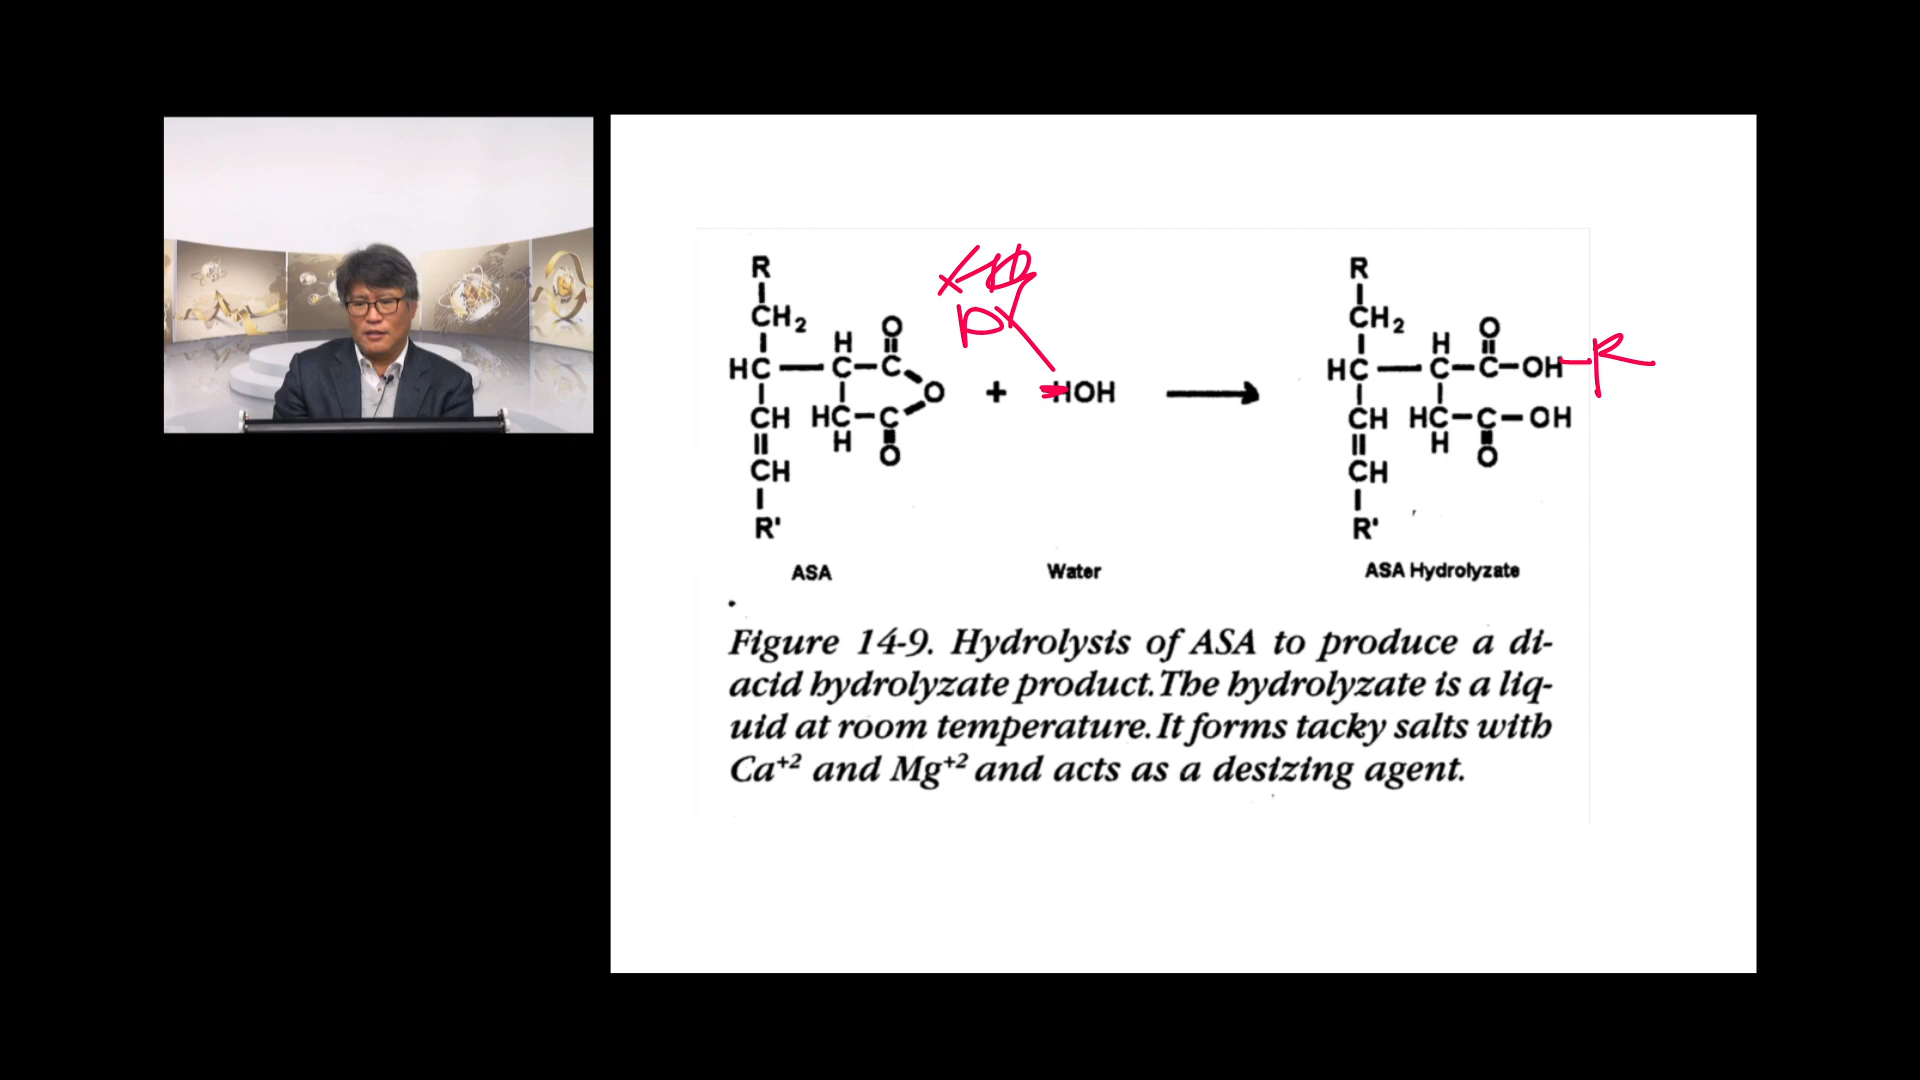 R
CH2
H
O
HC
C
C
O
+
HOH
CH
HC
C
H
O
CH
R'
R
CH2
H
O
HC
C
C
OH
R
CH
HC
C
OH
H
O
CH
R'
ASA
Water
ASA Hydrolyzate
Figure 14-9. Hydrolysis of ASA to produce a di-
acid hydrolyzate product. The hydrolyzate is a liq-
uid at room temperature. It forms tacky salts with
Ca+2 and Mg+2 and acts as a desizing agent.